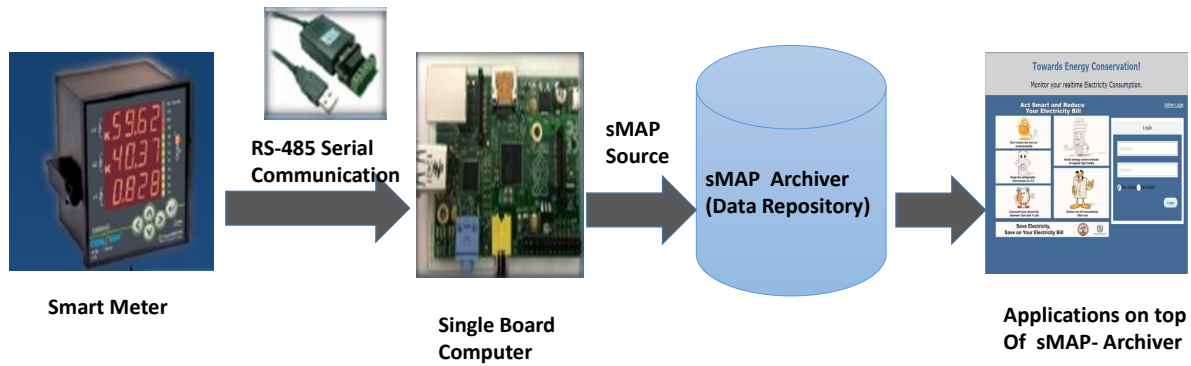 59.62
40.37
0.828
Smart Meter
RS-485 Serial
Communication
Single Board
Computer
sMAP
Source
sMAP Archiver
(Data Repository)
Towards Energy Conservation!
Monitor your realtime Electricity Consumption.
Act Smart and Reduce
Your Electricity Bill
Admin Login
Login
Save Electricity,
Save on Your Electricity Bill
Applications on top
Of sMAP- Archiver